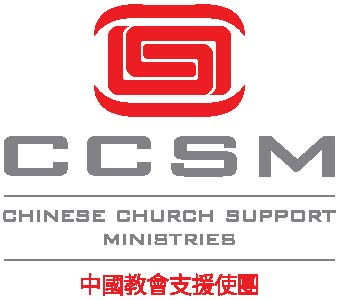 CCSM
CHINESE CHURCH SUPPORT
MINISTRIES
中國教會支援使團